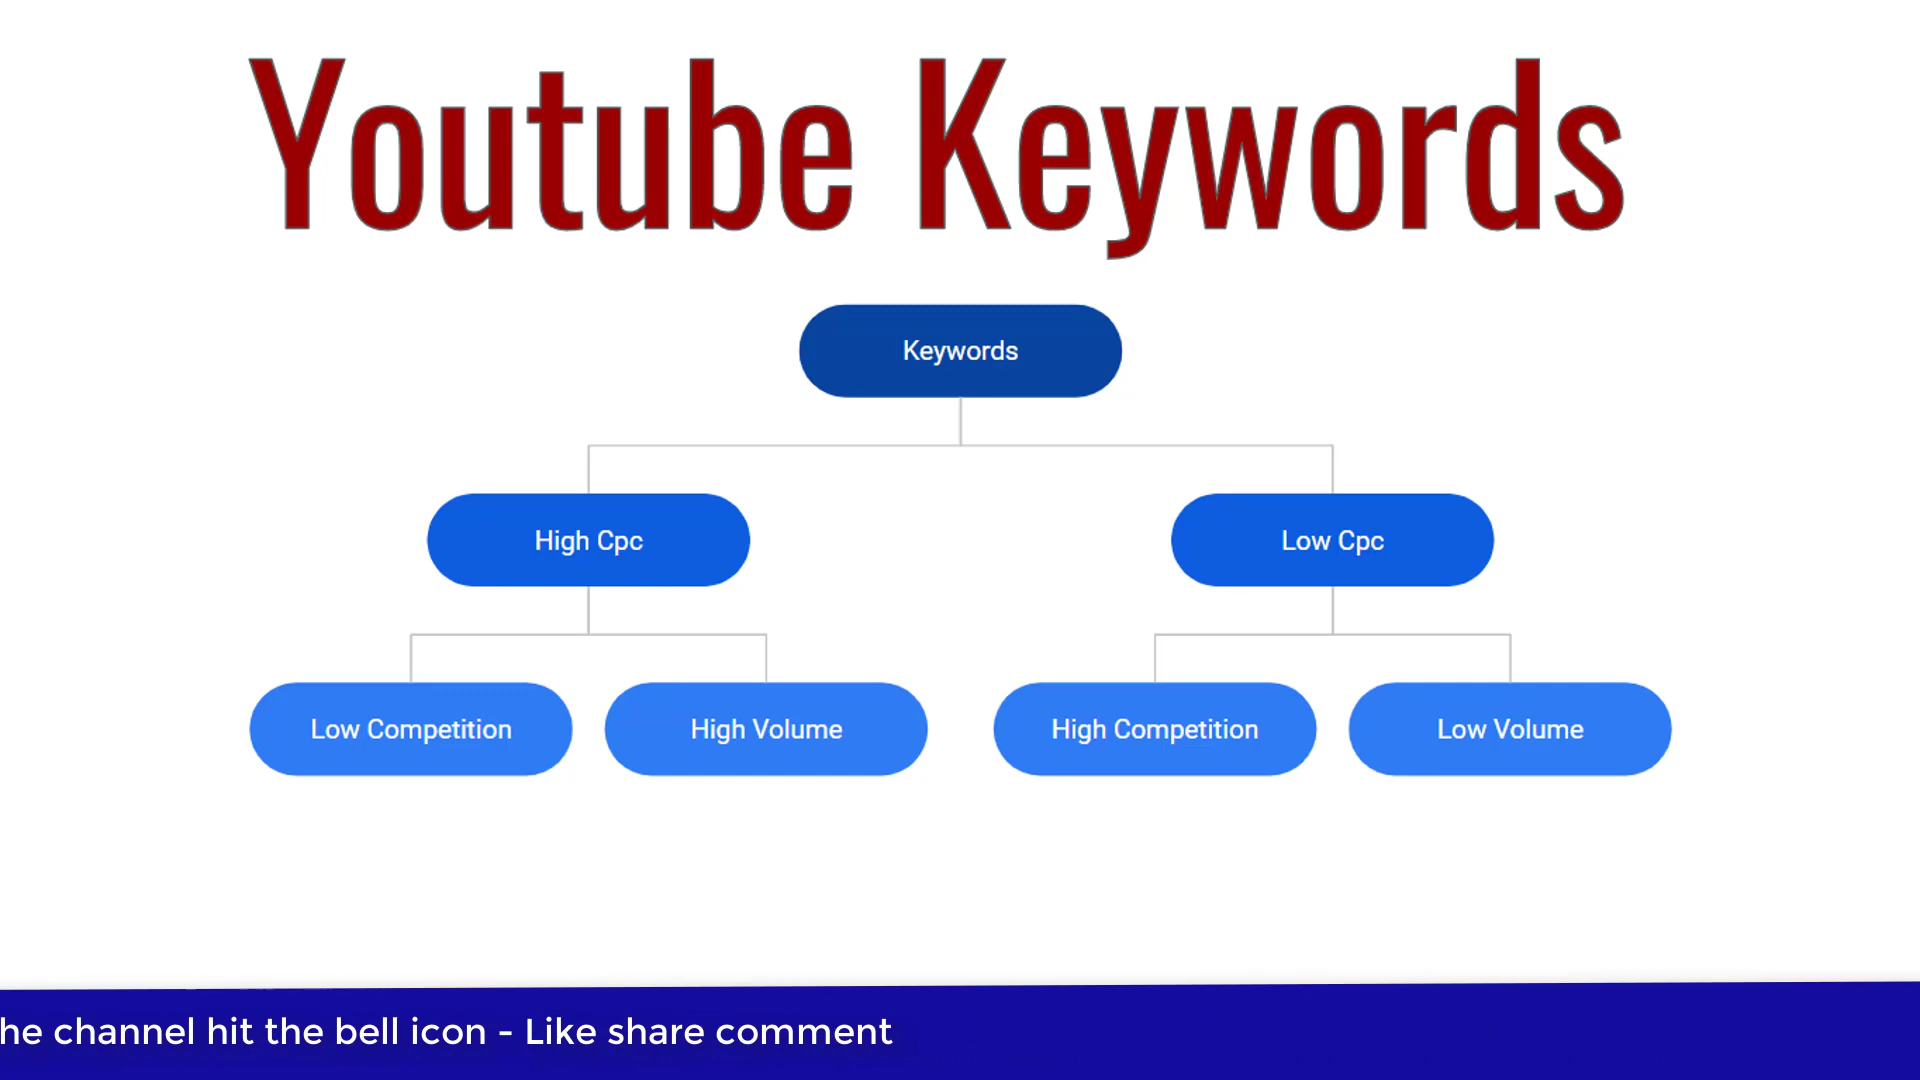 Youtube Keywords
Keywords
High Cpc
Low Cpc
Low Competition
High Volume
High Competition
Low Volume
he channel hit the bell icon - Like share comment